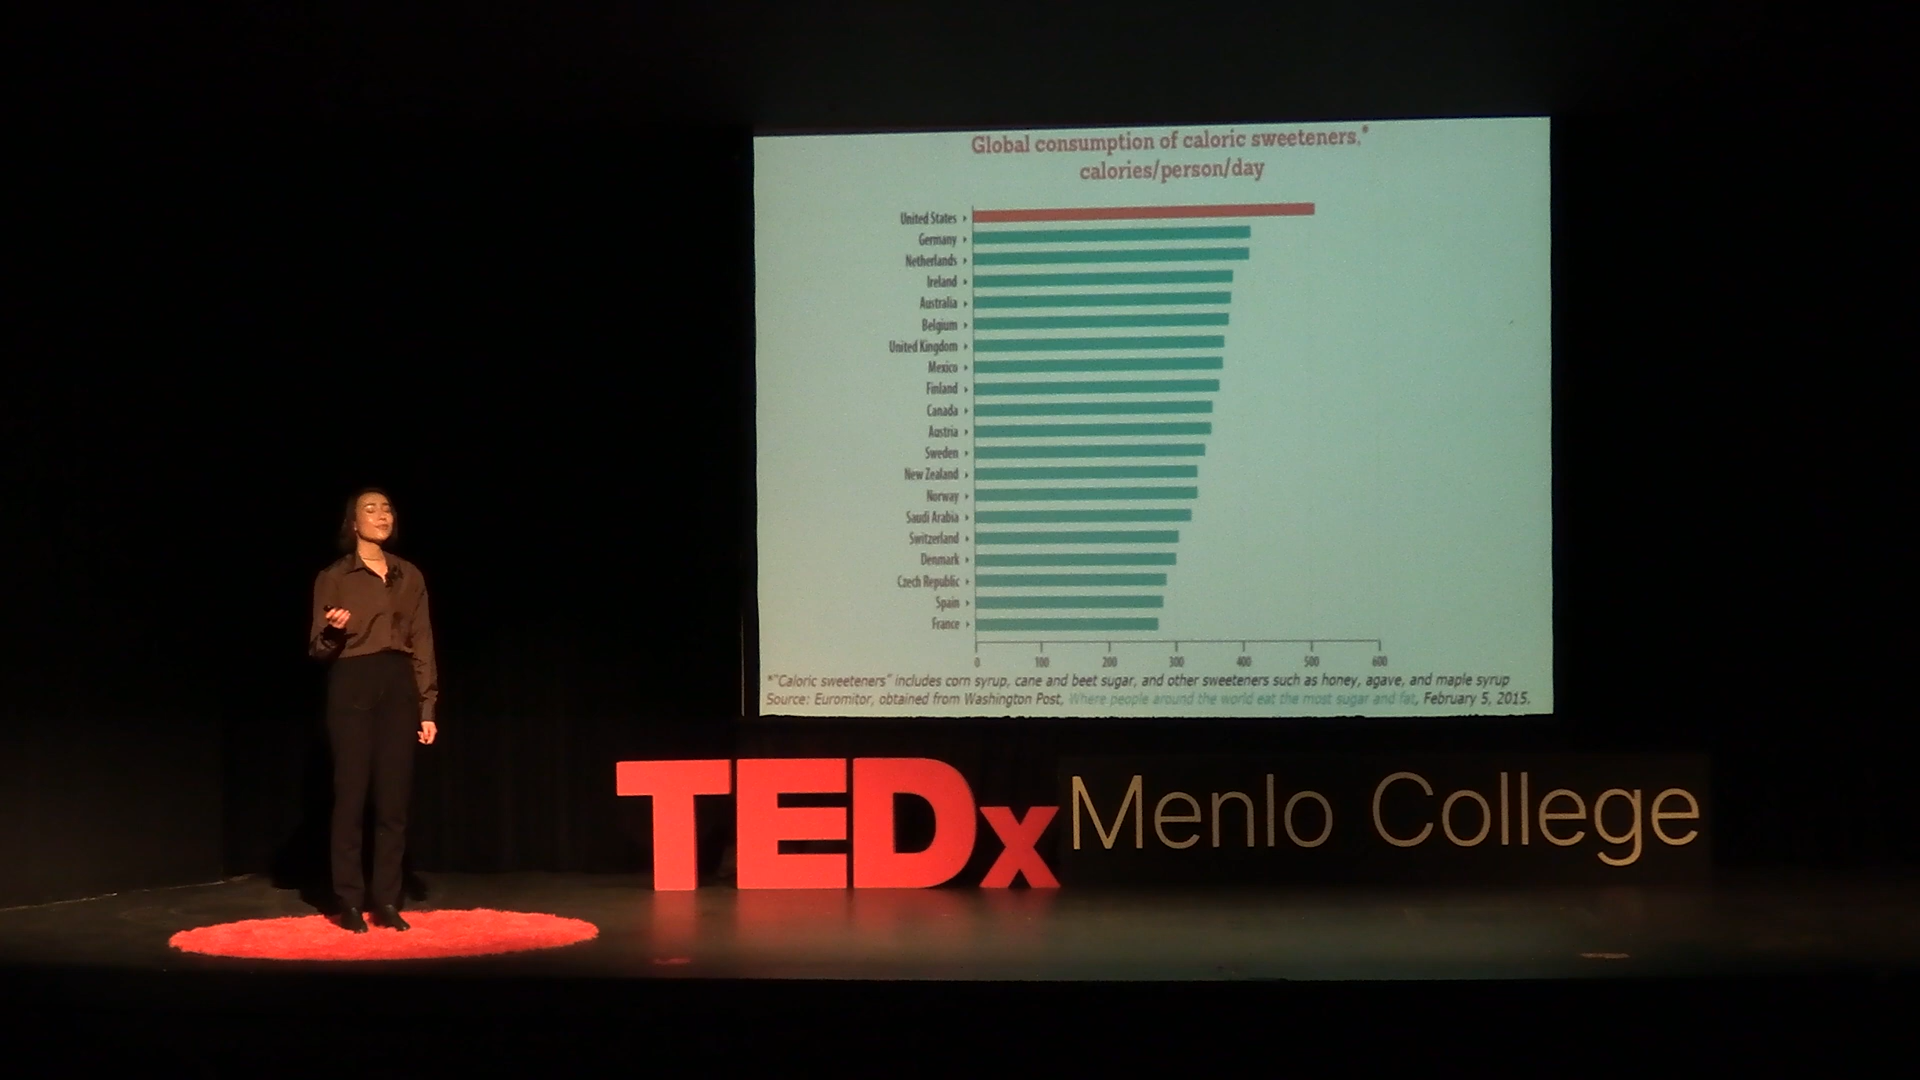 Global consumption of caloric sweeteners,*
calories/person/day
United States
Germany
Netherlands
Ireland
Australia
Belgium
United Kingdom
Mexico
Finland
Canada
Austria
Sweden
New Zealand
Norway
Saudi Arabia
Switzerland
Denmark
Czech Republic
Spain
France
0 100 200 300 400 500 600
*"Caloric sweeteners" includes corn syrup, cane and beet sugar, and other sweeteners such as honey, agave, and maple syrup
Source: Euromitor, obtained from Washington Post, Where people around the world eat the most sugar and fat, February 5, 2015.
TEDx Menlo College